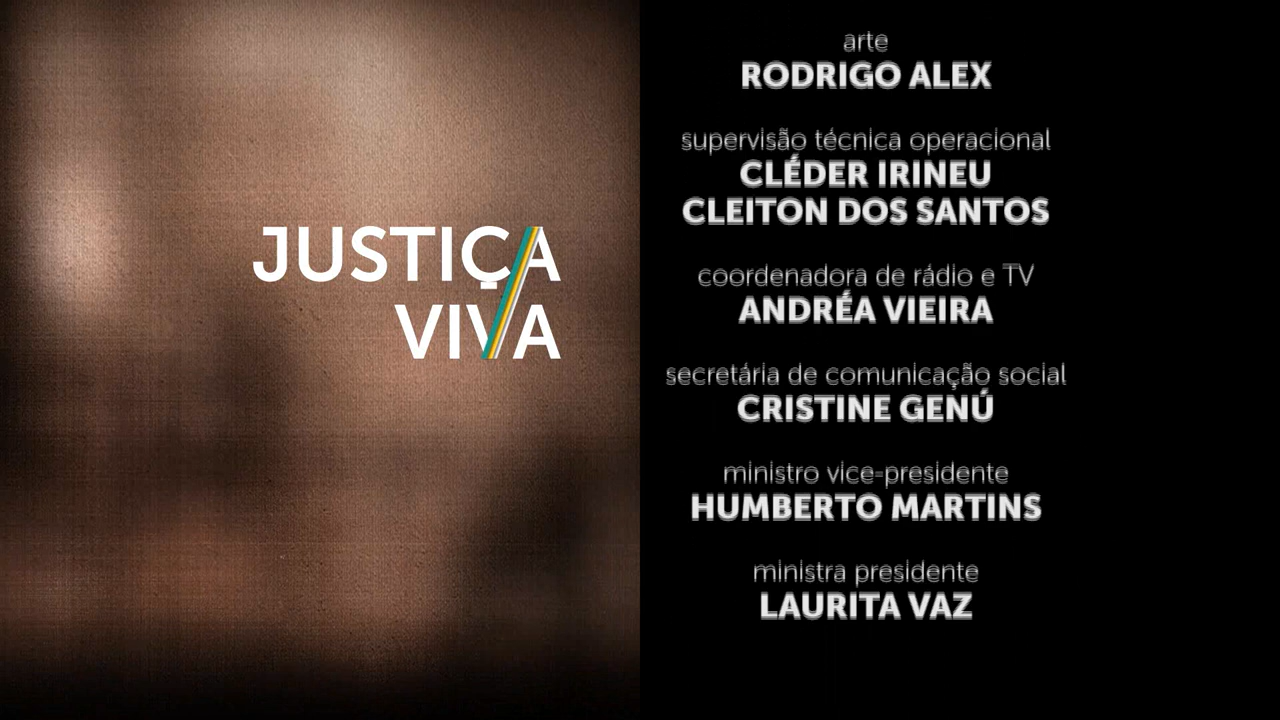 JUSTIÇA
VIVA
arte
RODRIGO ALEX
supervisão técnica operacional
CLÉDER IRINEU
CLEITON DOS SANTOS
coordenadora de rádio e TV
ANDRÉA VIEIRA
secretária de comunicação social
CRISTINE GENÚ
ministro vice-presidente
HUMBERTO MARTINS
ministra presidente
LAURITA VAZ